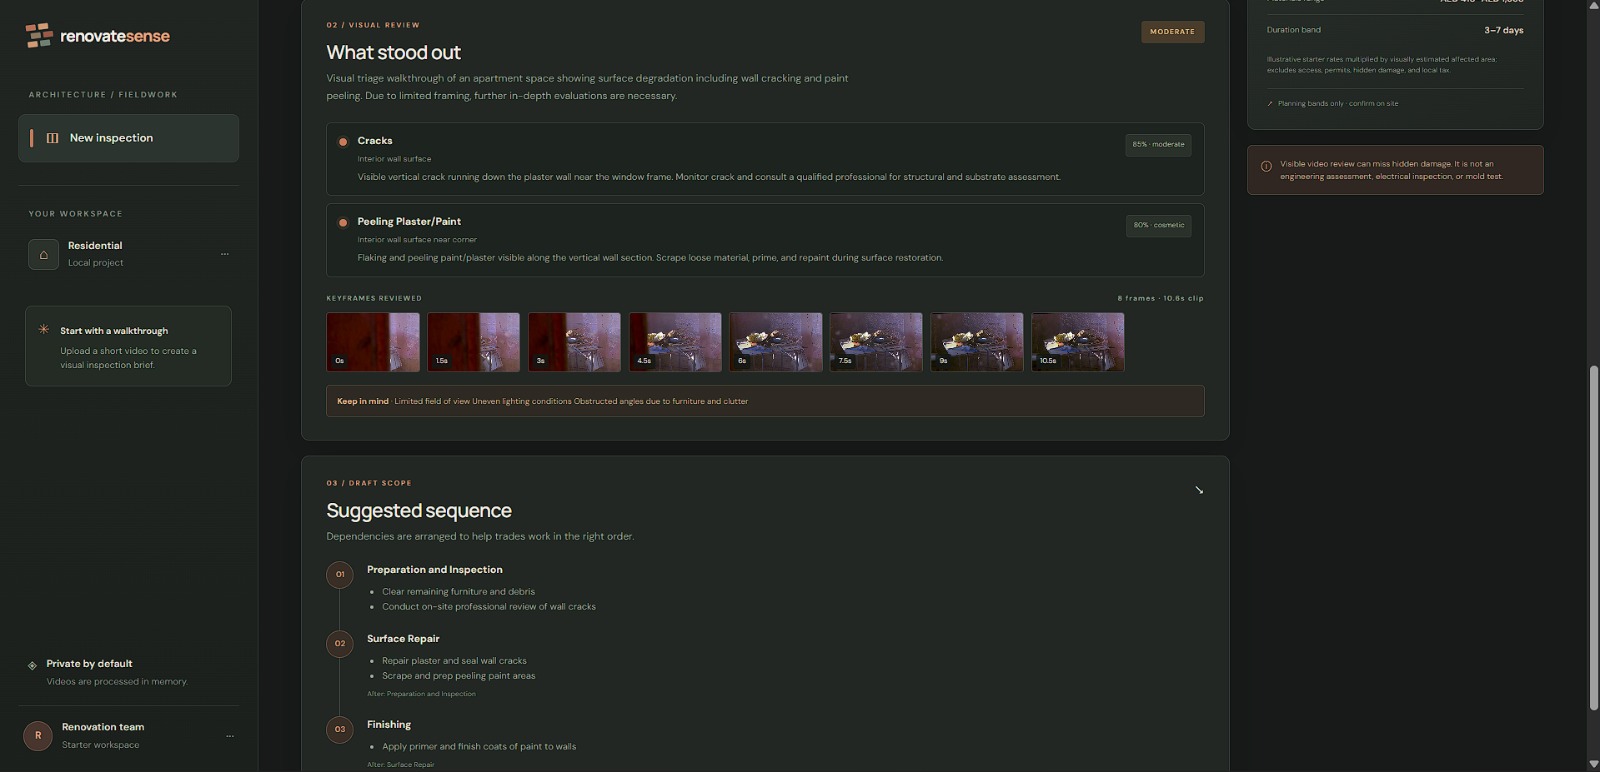 renovatesense
ARCHITECTURE / FIELDWORK
New inspection
YOUR WORKSPACE
Residential
Local project
...
Start with a walkthrough
Upload a short video to create a
visual inspection brief.
Private by default
Videos are processed in memory.
R
Renovation team
Starter workspace
...
02 / VISUAL REVIEW
MODERATE
What stood out
Visual triage walkthrough of an apartment space showing surface degradation including wall cracking and paint
peeling. Due to limited framing, further in-depth evaluations are necessary.
Cracks
85% · moderate
Interior wall surface
Visible vertical crack running down the plaster wall near the window frame. Monitor crack and consult a qualified professional for structural and substrate assessment.
Peeling Plaster/Paint
80% · cosmetic
Interior wall surface near corner
Flaking and peeling paint/plaster visible along the vertical wall section. Scrape loose material, prime, and repaint during surface restoration.
KEYFRAMES REVIEWED
8 frames · 10.6s clip
0s
1.5s
3s
4.5s
6s
7.5s
9s
10.5s
Keep in mind · Limited field of view Uneven lighting conditions Obstructed angles due to furniture and clutter
03 / DRAFT SCOPE
Suggested sequence
Dependencies are arranged to help trades work in the right order.
01
Preparation and Inspection
Clear remaining furniture and debris
Conduct on-site professional review of wall cracks
02
Surface Repair
Repair plaster and seal wall cracks
Scrape and prep peeling paint areas
After: Preparation and Inspection
03
Finishing
Apply primer and finish coats of paint to walls
After: Surface Repair
Duration band
3–7 days
Illustrative starter rates multiplied by visually estimated affected area;
excludes access, permits, hidden damage, and local tax.
Planning bands only · confirm on site
Visible video review can miss hidden damage. It is not an
engineering assessment, electrical inspection, or mold test.